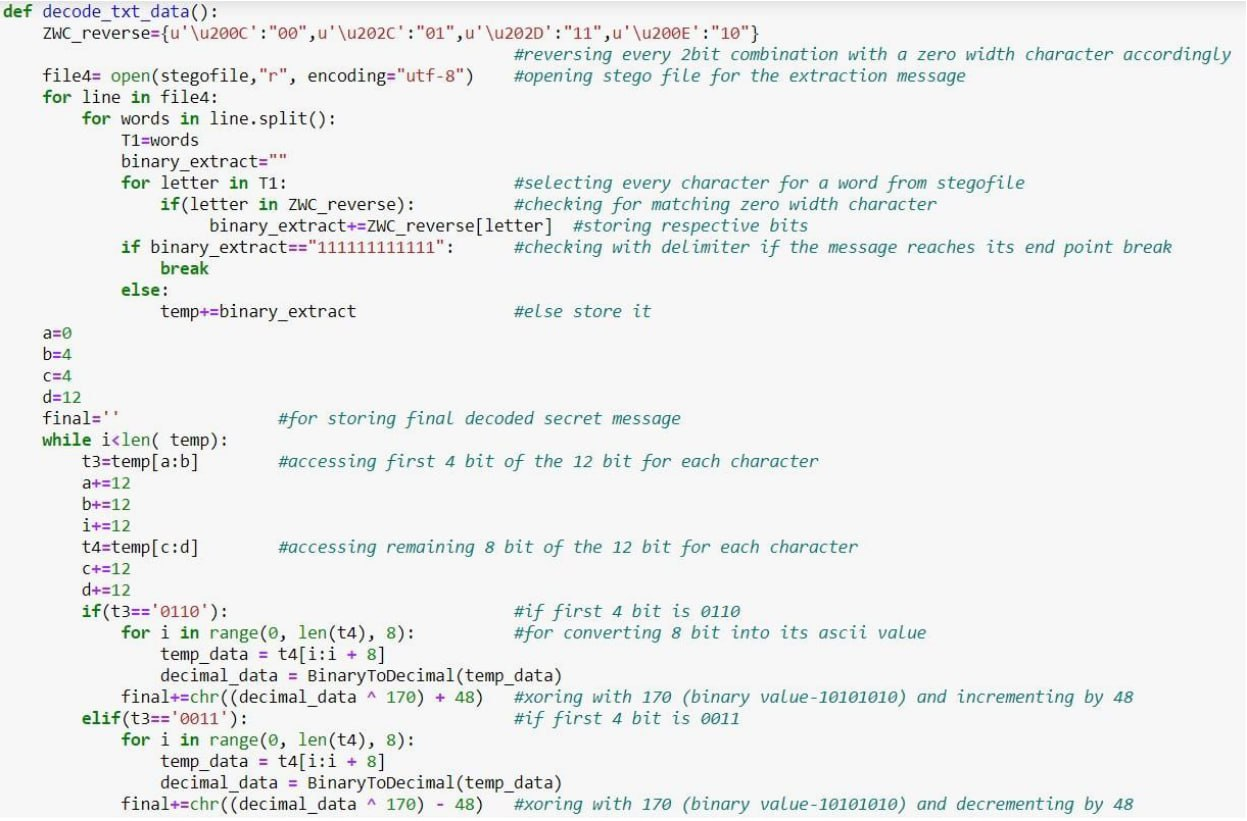 def decode_txt_data():
    ZWC_reverse={u'\u200C':"00",u'\u202C':"01",u'\u202D':"11",u'\u200E':"10"}
                                                #reversing every 2bit combination with a zero width character accordingly
    file4= open(stegofile,"r", encoding="utf-8")    #opening stego file for the extraction message
    for line in file4:
        for words in line.split():
            T1=words
            binary_extract=""
            for letter in T1:                   #selecting every character for a word from stegofile
                if(letter in ZWC_reverse):      #checking for matching zero width character
                     binary_extract+=ZWC_reverse[letter]  #storing respective bits
            if binary_extract=="111111111111":      #checking with delimiter if the message reaches its end point break
                break
            else:
                temp+=binary_extract            #else store it
    a=0
    b=4
    c=4
    d=12
    final=''                #for storing final decoded secret message
    while i<len( temp):
        t3=temp[a:b]        #accessing first 4 bit of the 12 bit for each character
        a+=12
        b+=12
        i+=12
        t4=temp[c:d]        #accessing remaining 8 bit of the 12 bit for each character
        c+=12
        d+=12
        if(t3=='0110'):                         #if first 4 bit is 0110
            for i in range(0, len(t4), 8):      #for converting 8 bit into its ascii value
                temp_data = t4[i:i + 8]
                decimal_data = BinaryToDecimal(temp_data)
            final+=chr((decimal_data ^ 170) + 48)   #xoring with 170 (binary value-10101010) and incrementing by 48
        elif(t3=='0011'):                       #if first 4 bit is 0011
            for i in range(0, len(t4), 8):
                temp_data = t4[i:i + 8]
                decimal_data = BinaryToDecimal(temp_data)
            final+=chr((decimal_data ^ 170) - 48)   #xoring with 170 (binary value-10101010) and decrementing by 48